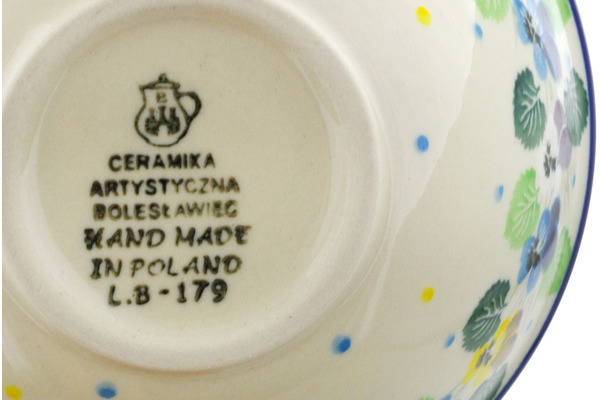 CERAMIKA
ARTYSTYCZNA
BOLESŁAWIEC
HAND MADE
IN POLAND
L.B - 179